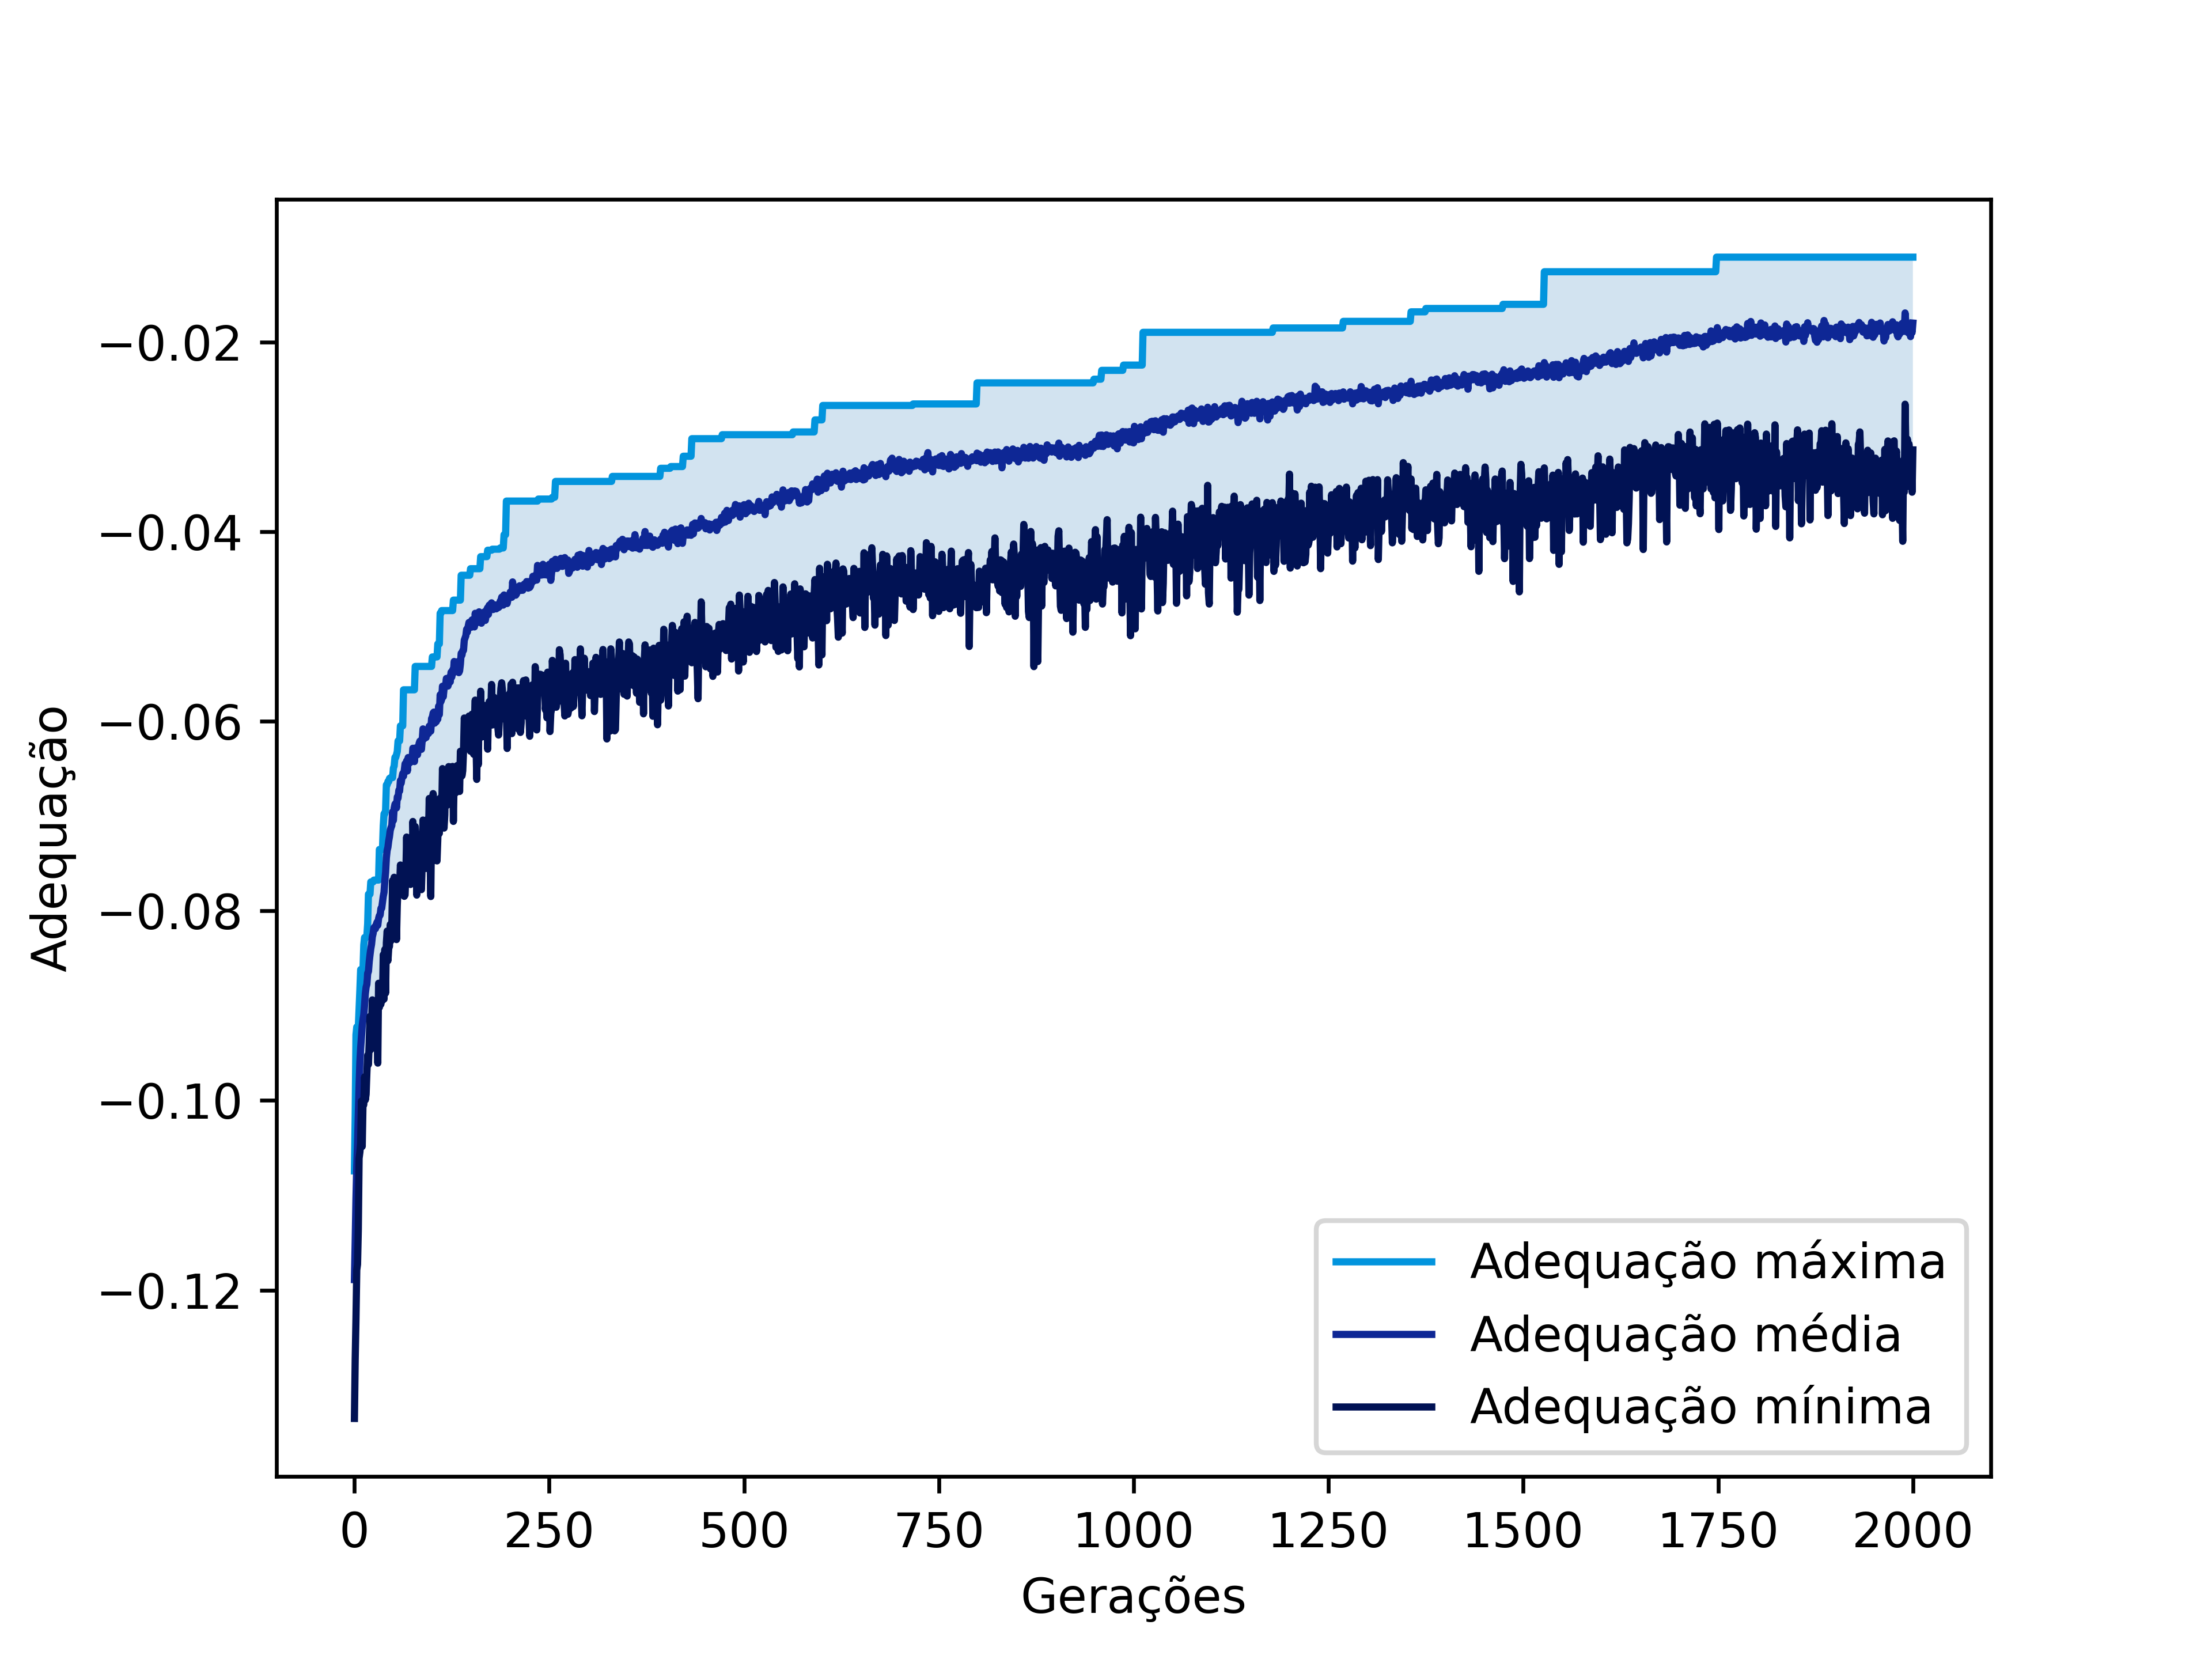 Adequação
−0.02
−0.04
−0.06
−0.08
−0.10
−0.12
Adequação máxima
Adequação média
Adequação mínima
0 250 500 750 1000 1250 1500 1750 2000
Gerações